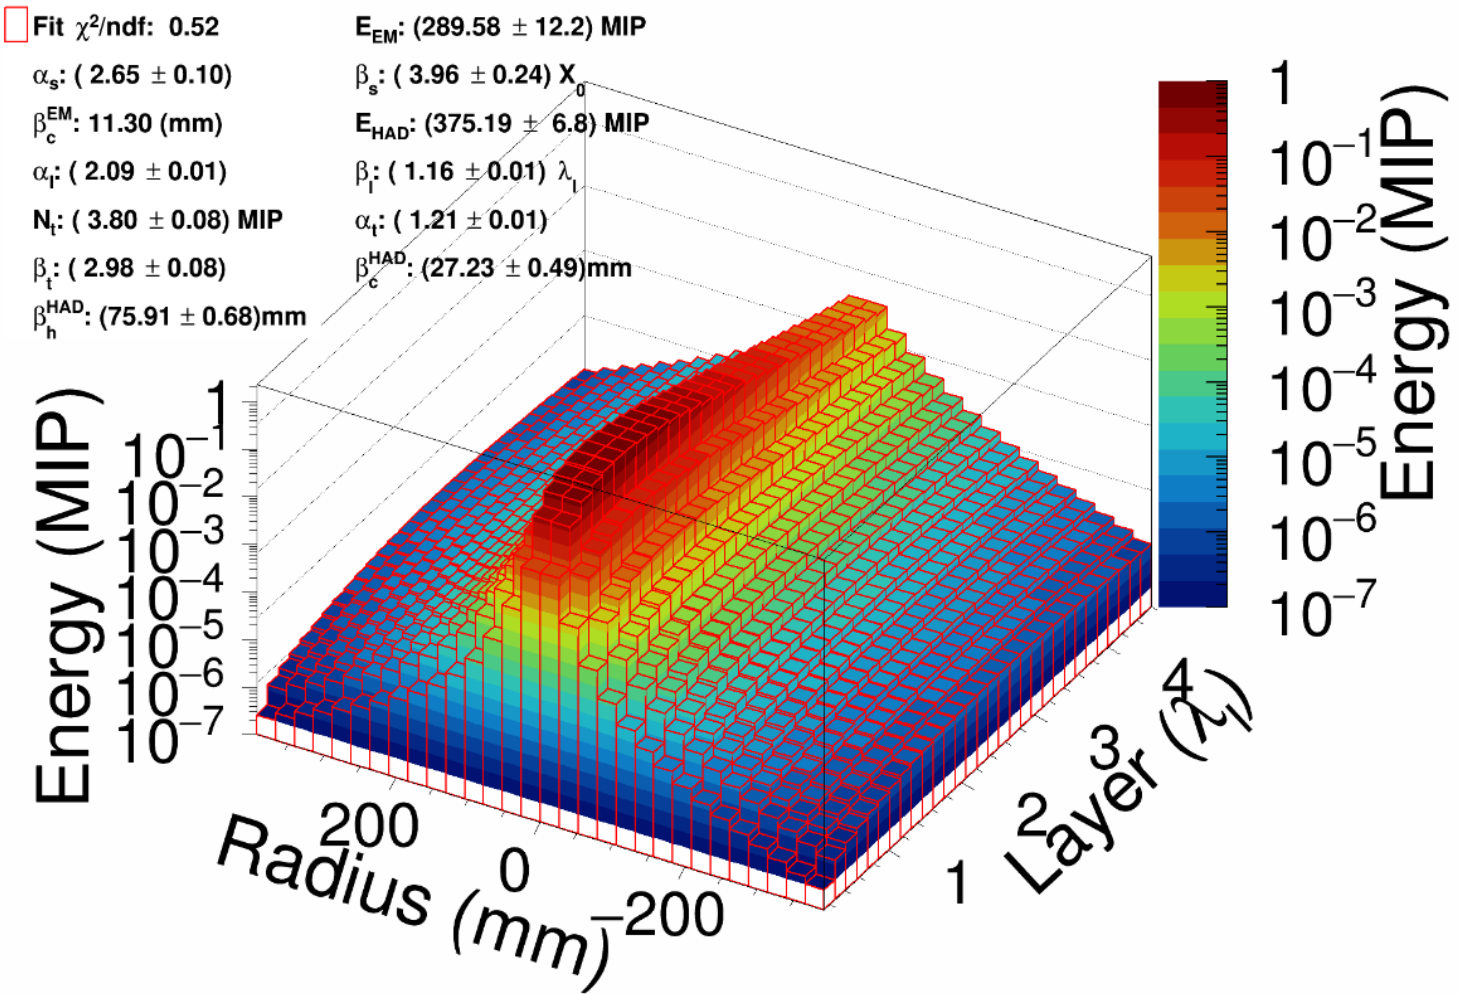 Fit χ²/ndf: 0.52
E_EM: (289.58 ± 12.2) MIP
α_s: ( 2.65 ± 0.10)
β_s: ( 3.96 ± 0.24) X_0
β_c^EM: 11.30 (mm)
E_HAD: (375.19 ± 6.8) MIP
α_l: ( 2.09 ± 0.01)
β_l: ( 1.16 ± 0.01) λ_I
N_t: ( 3.80 ± 0.08) MIP
α_t: ( 1.21 ± 0.01)
β_t: ( 2.98 ± 0.08)
β_c^HAD: (27.23 ± 0.49)mm
β_h^HAD: (75.91 ± 0.68)mm
Energy (MIP)
1
10⁻¹
10⁻²
10⁻³
10⁻⁴
10⁻⁵
10⁻⁶
10⁻⁷
200
0
−200
Radius (mm)
1
2
3
4
Layer (λ_I)
1
10⁻¹
10⁻²
10⁻³
10⁻⁴
10⁻⁵
10⁻⁶
10⁻⁷
Energy (MIP)